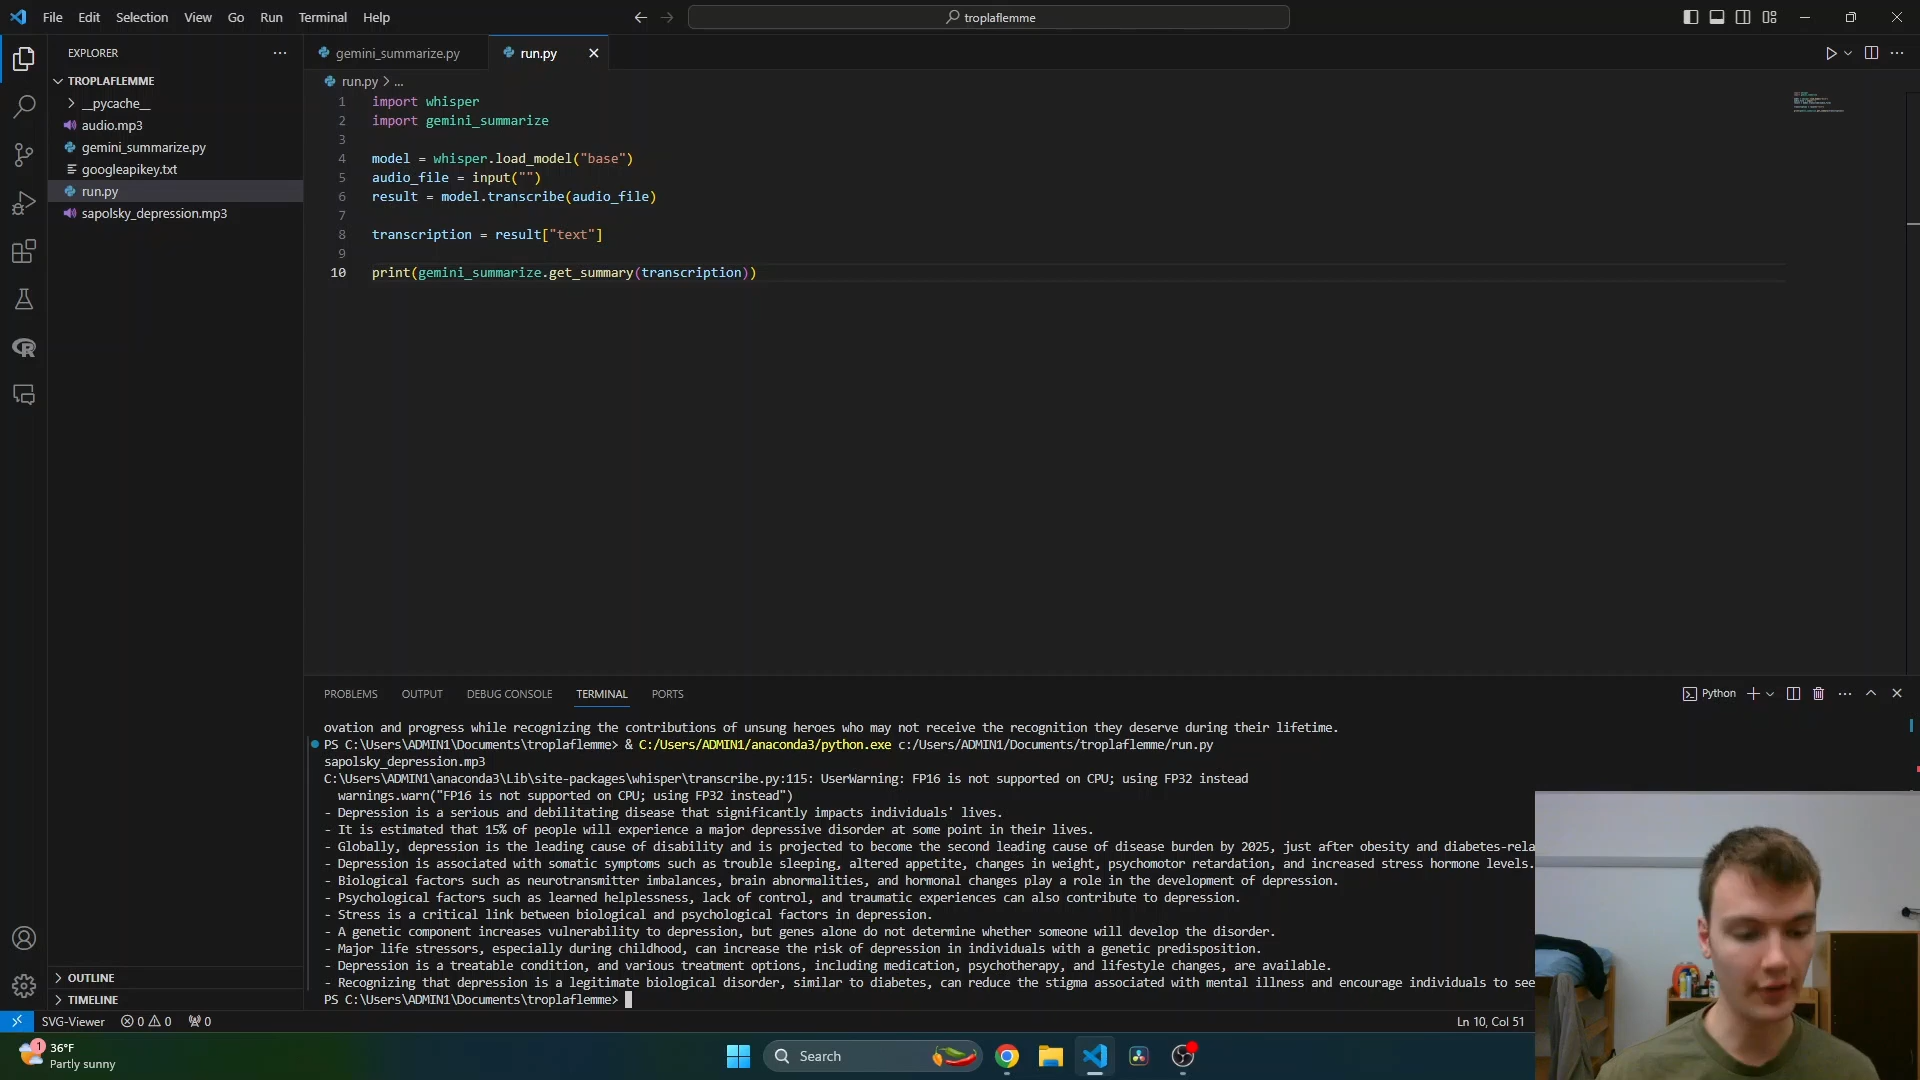 File Edit Selection View Go Run Terminal Help
troplaflemme
EXPLORER
TROPLAFLEMME
__pycache__
audio.mp3
gemini_summarize.py
googleapikey.txt
run.py
sapolsky_depression.mp3
OUTLINE
TIMELINE
gemini_summarize.py run.py
run.py > ...
1 import whisper
2 import gemini_summarize
3
4 model = whisper.load_model("base")
5 audio_file = input("")
6 result = model.transcribe(audio_file)
7
8 transcription = result["text"]
9
10 print(gemini_summarize.get_summary(transcription))
PROBLEMS OUTPUT DEBUG CONSOLE TERMINAL PORTS
Python
ovation and progress while recognizing the contributions of unsung heroes who may not receive the recognition they deserve during their lifetime.
PS C:\Users\ADMIN1\Documents\troplaflemme> & C:/Users/ADMIN1/anaconda3/python.exe c:/Users/ADMIN1/Documents/troplaflemme/run.py
sapolsky_depression.mp3
C:\Users\ADMIN1\anaconda3\Lib\site-packages\whisper\transcribe.py:115: UserWarning: FP16 is not supported on CPU; using FP32 instead
warnings.warn("FP16 is not supported on CPU; using FP32 instead")
- Depression is a serious and debilitating disease that significantly impacts individuals' lives.
- It is estimated that 15% of people will experience a major depressive disorder at some point in their lives.
- Globally, depression is the leading cause of disability and is projected to become the second leading cause of disease burden by 2025, just after obesity and diabetes-rela
- Depression is associated with somatic symptoms such as trouble sleeping, altered appetite, changes in weight, psychomotor retardation, and increased stress hormone levels.
- Biological factors such as neurotransmitter imbalances, brain abnormalities, and hormonal changes play a role in the development of depression.
- Psychological factors such as learned helplessness, lack of control, and traumatic experiences can also contribute to depression.
- Stress is a critical link between biological and psychological factors in depression.
- A genetic component increases vulnerability to depression, but genes alone do not determine whether someone will develop the disorder.
- Major life stressors, especially during childhood, can increase the risk of depression in individuals with a genetic predisposition.
- Depression is a treatable condition, and various treatment options, including medication, psychotherapy, and lifestyle changes, are available.
- Recognizing that depression is a legitimate biological disorder, similar to diabetes, can reduce the stigma associated with mental illness and encourage individuals to see
PS C:\Users\ADMIN1\Documents\troplaflemme>
SVG-Viewer 0 0 0
Ln 10, Col 51
1 36°F
Partly sunny
Search